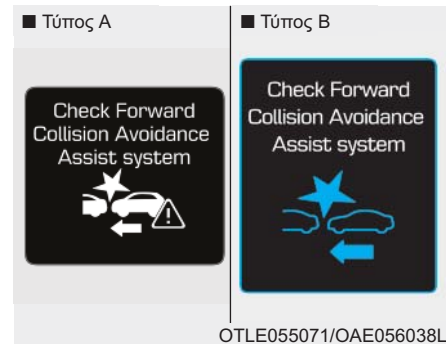 ■ Τύπος A
Check Forward
Collision Avoidance
Assist system
■ Τύπος B
Check Forward
Collision Avoidance
Assist system
OTLE055071/OAE056038L